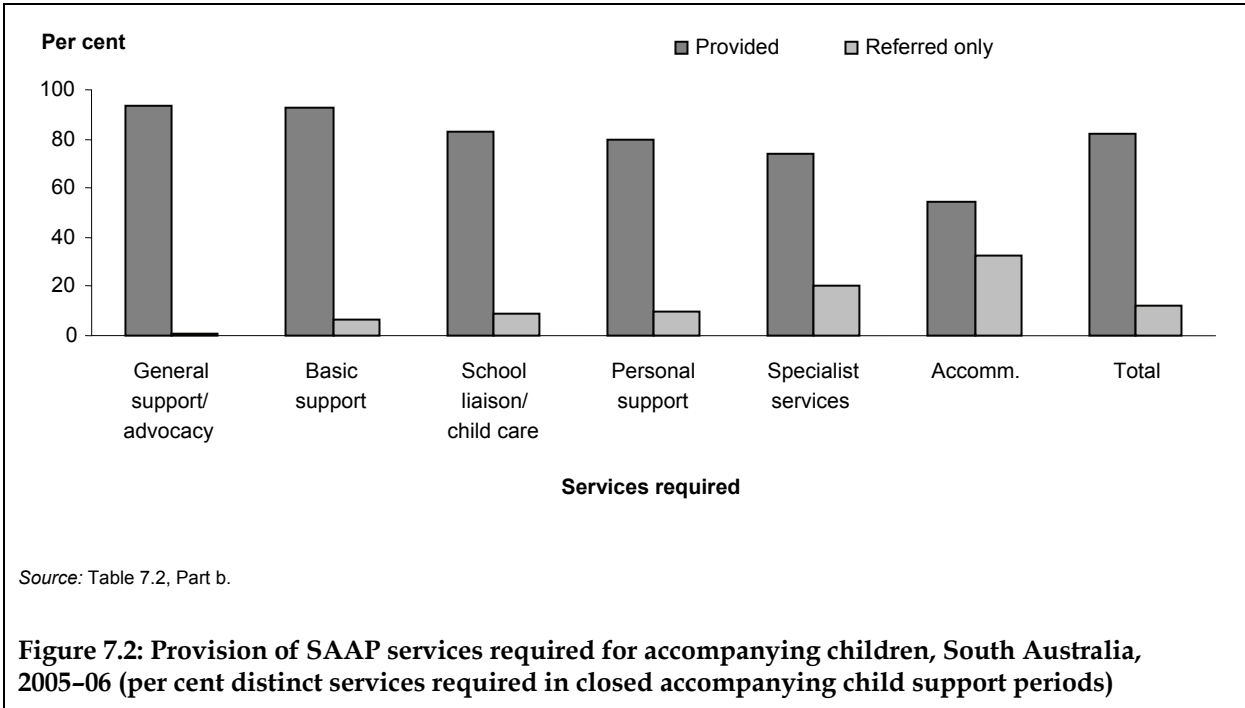 Per cent
Provided Referred only
100
80
60
40
20
0
General support/ advocacy
Basic support
School liaison/ child care
Personal support
Specialist services
Accomm.
Total
Services required
Source: Table 7.2, Part b.
Figure 7.2: Provision of SAAP services required for accompanying children, South Australia,
2005–06 (per cent distinct services required in closed accompanying child support periods)